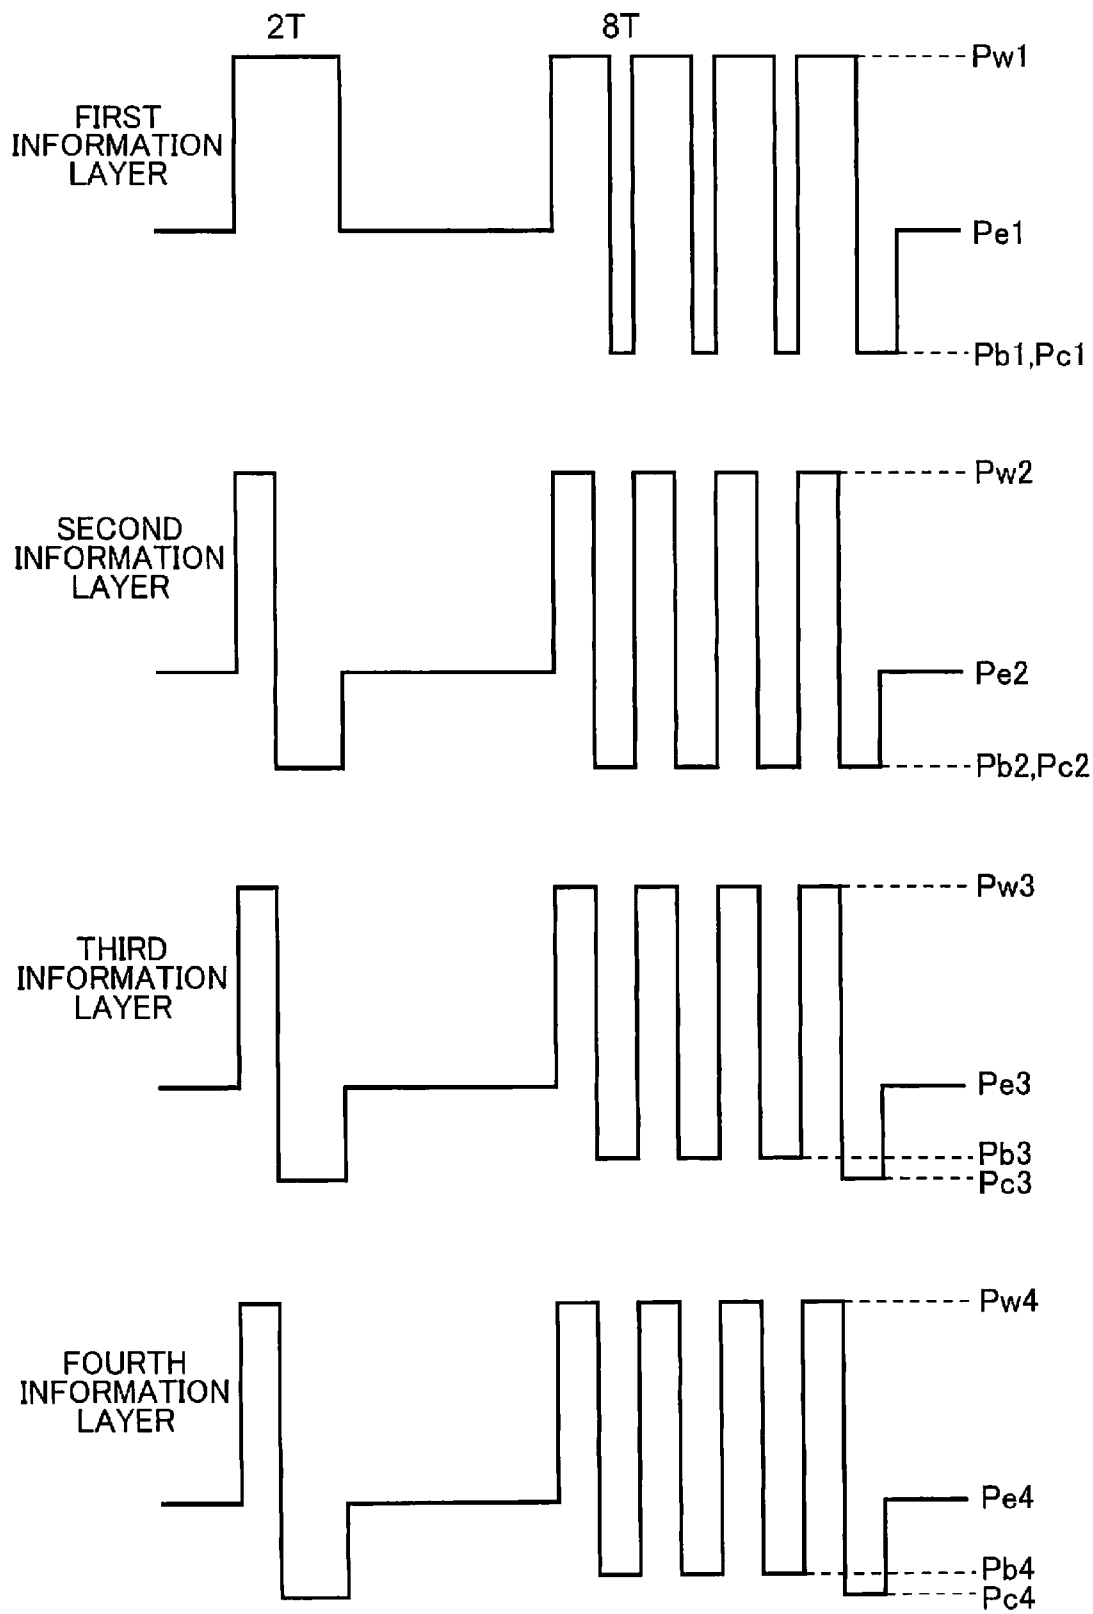 2T
8T
Pw1
FIRST
INFORMATION
LAYER
Pe1
Pb1,Pc1
Pw2
SECOND
INFORMATION
LAYER
Pe2
Pb2,Pc2
Pw3
THIRD
INFORMATION
LAYER
Pe3
Pb3
Pc3
Pw4
FOURTH
INFORMATION
LAYER
Pe4
Pb4
Pc4